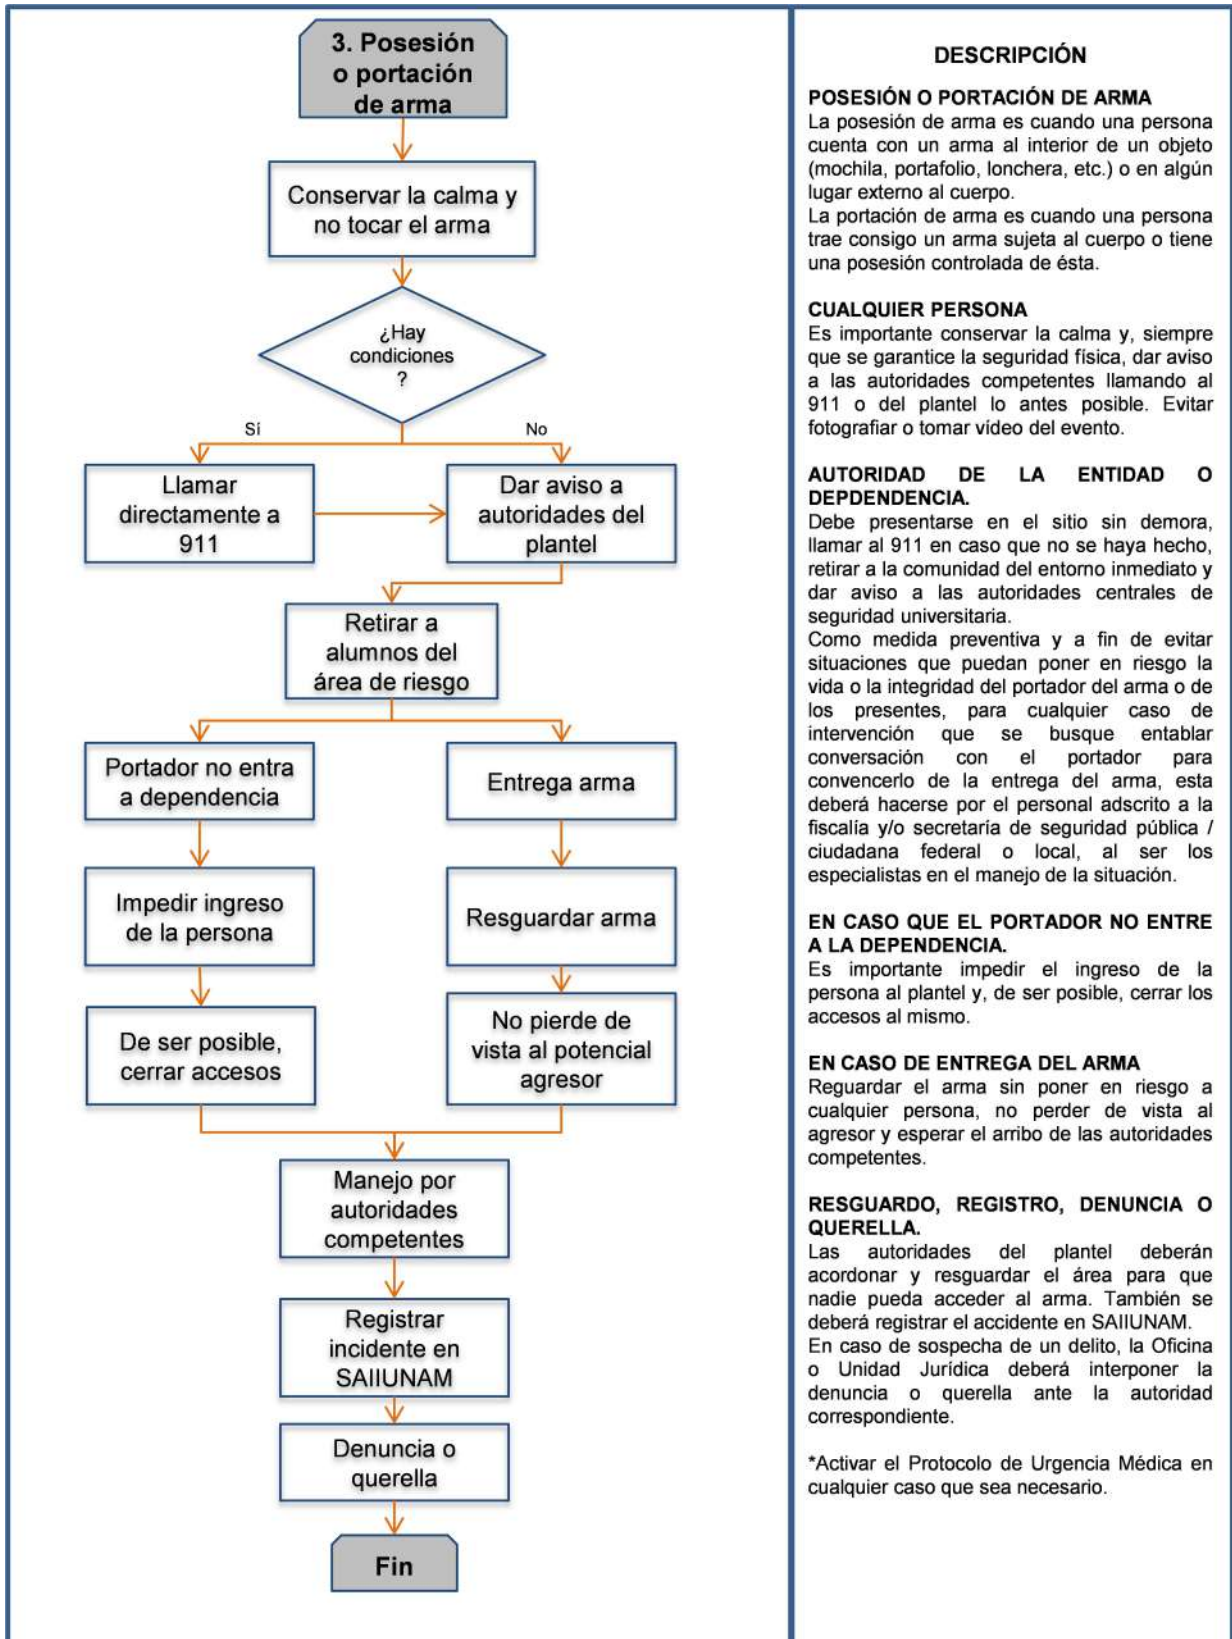 3. Posesión
o portación
de arma
Conservar la calma y
no tocar el arma
¿Hay
condiciones
?
Sí
No
Llamar
directamente a
911
Dar aviso a
autoridades del
plantel
Retirar a
alumnos del
área de riesgo
Portador no entra
a dependencia
Entrega arma
Impedir ingreso
de la persona
Resguardar arma
De ser posible,
cerrar accesos
No pierde de
vista al potencial
agresor
Manejo por
autoridades
competentes
Registrar
incidente en
SAIIUNAM
Denuncia o
querella
Fin
DESCRIPCIÓN
POSESIÓN O PORTACIÓN DE ARMA
La posesión de arma es cuando una persona
cuenta con un arma al interior de un objeto
(mochila, portafolio, lonchera, etc.) o en algún
lugar externo al cuerpo.
La portación de arma es cuando una persona
trae consigo un arma sujeta al cuerpo o tiene
una posesión controlada de ésta.
CUALQUIER PERSONA
Es importante conservar la calma y, siempre
que se garantice la seguridad física, dar aviso
a las autoridades competentes llamando al
911 o del plantel lo antes posible. Evitar
fotografiar o tomar vídeo del evento.
AUTORIDAD DE LA ENTIDAD O
DEPDENDENCIA.
Debe presentarse en el sitio sin demora,
llamar al 911 en caso que no se haya hecho,
retirar a la comunidad del entorno inmediato y
dar aviso a las autoridades centrales de
seguridad universitaria.
Como medida preventiva y a fin de evitar
situaciones que puedan poner en riesgo la
vida o la integridad del portador del arma o de
los presentes, para cualquier caso de
intervención que se busque entablar
conversación con el portador para
convencerlo de la entrega del arma, esta
deberá hacerse por el personal adscrito a la
fiscalía y/o secretaría de seguridad pública /
ciudadana federal o local, al ser los
especialistas en el manejo de la situación.
EN CASO QUE EL PORTADOR NO ENTRE
A LA DEPENDENCIA.
Es importante impedir el ingreso de la
persona al plantel y, de ser posible, cerrar los
accesos al mismo.
EN CASO DE ENTREGA DEL ARMA
Reguardar el arma sin poner en riesgo a
cualquier persona, no perder de vista al
agresor y esperar el arribo de las autoridades
competentes.
RESGUARDO, REGISTRO, DENUNCIA O
QUERELLA.
Las autoridades del plantel deberán
acordonar y resguardar el área para que
nadie pueda acceder al arma. También se
deberá registrar el accidente en SAIIUNAM.
En caso de sospecha de un delito, la Oficina
o Unidad Jurídica deberá interponer la
denuncia o querella ante la autoridad
correspondiente.
*Activar el Protocolo de Urgencia Médica en
cualquier caso que sea necesario.